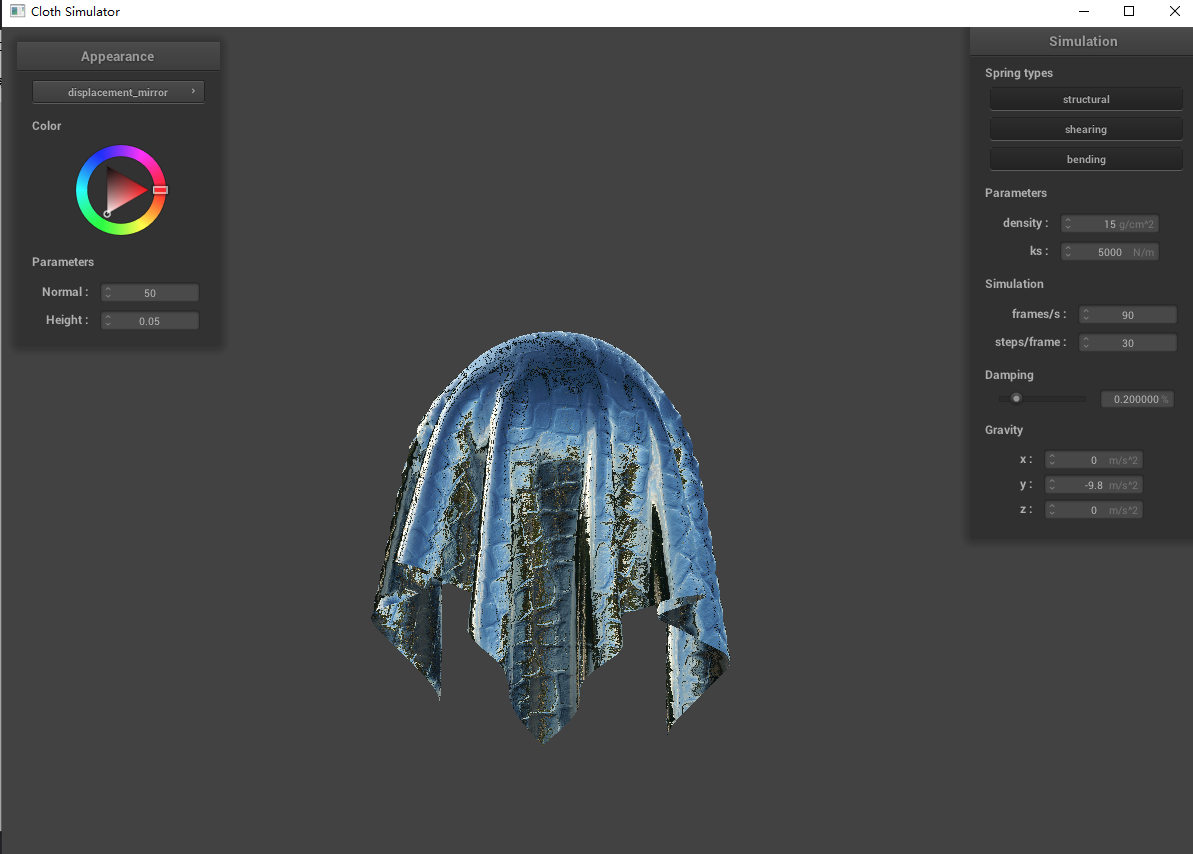 Cloth Simulator
Appearance
displacement_mirror
Color
Parameters
Normal : 50
Height : 0.05
Simulation
Spring types
structural
shearing
bending
Parameters
density : 15 g/cm^2
ks : 5000 N/m
Simulation
frames/s : 90
steps/frame : 30
Damping
0.200000 %
Gravity
x : 0 m/s^2
y : -9.8 m/s^2
z : 0 m/s^2